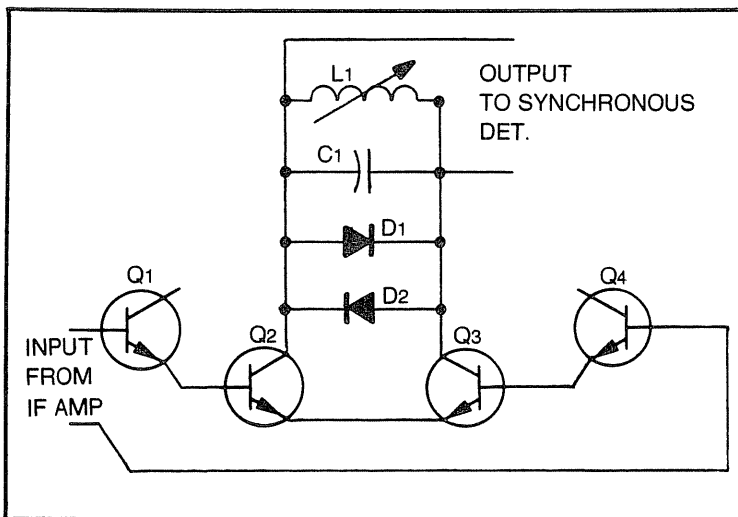 L1
OUTPUT
TO SYNCHRONOUS
DET.
C1
D1
D2
Q1
Q2
Q3
Q4
INPUT
FROM
IF AMP